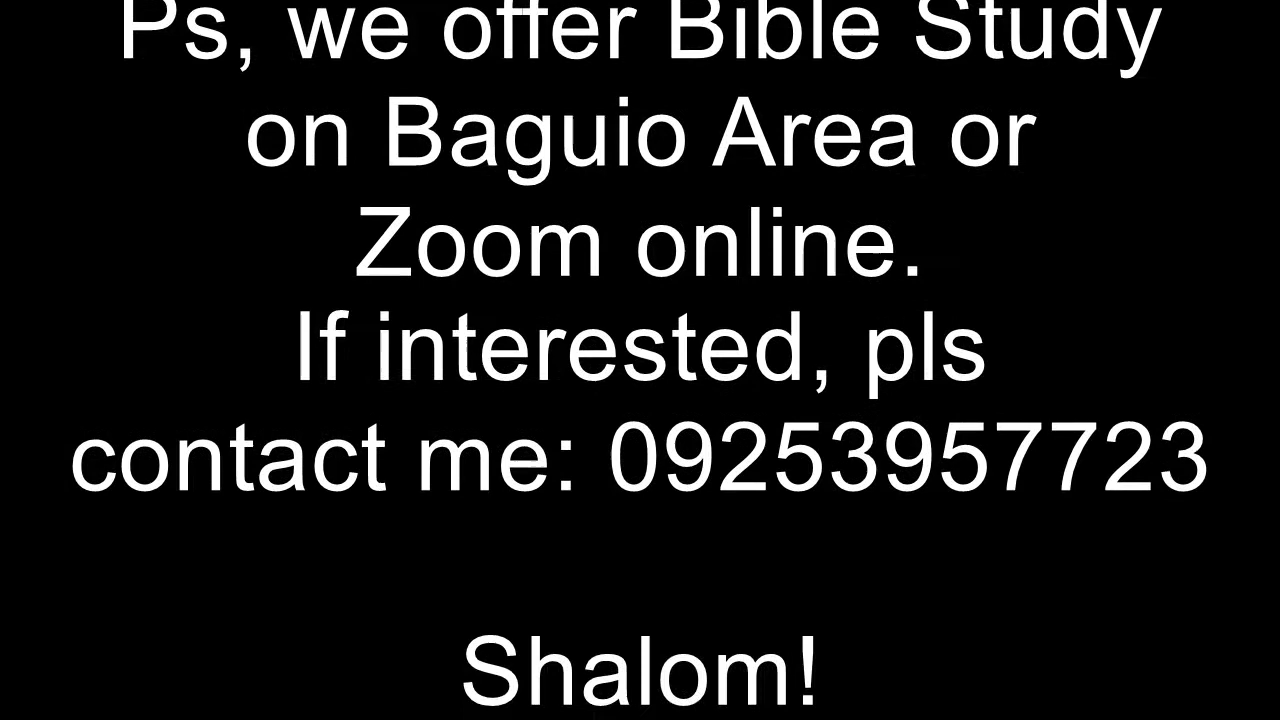 Ps, we offer Bible Study
on Baguio Area or
Zoom online.
If interested, pls
contact me: 09253957723
Shalom!